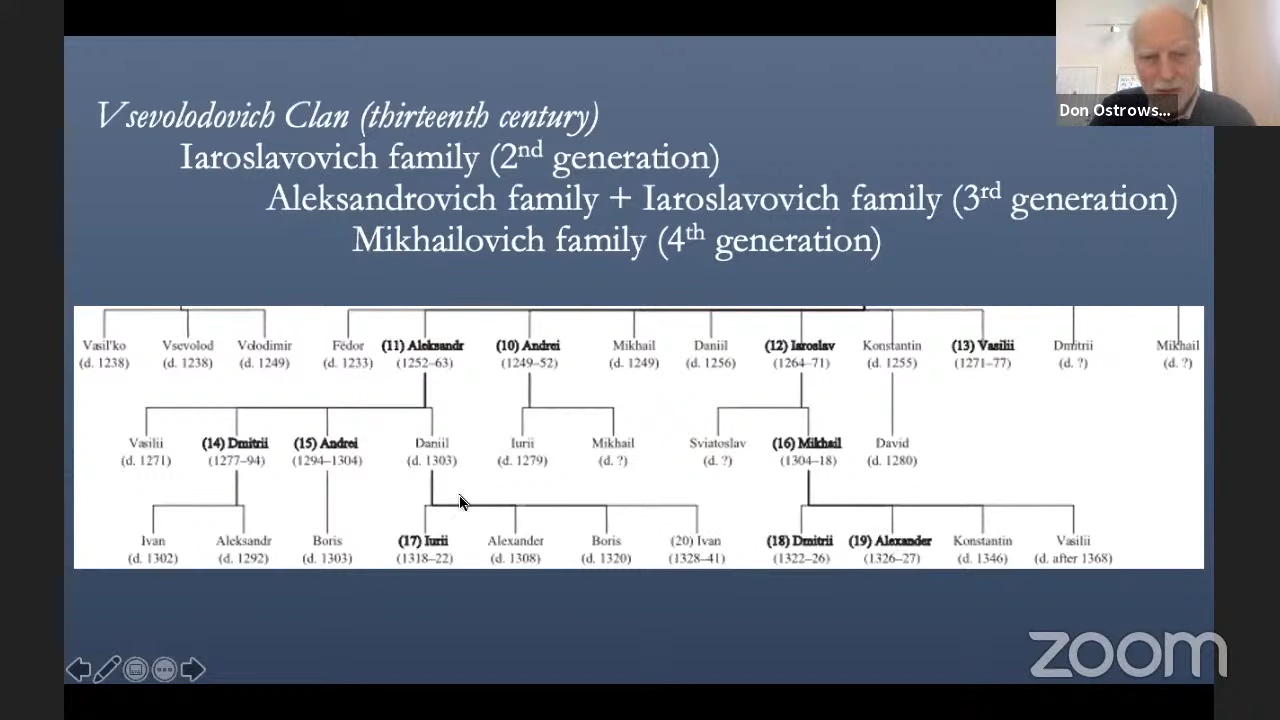 Vsevolodovich Clan (thirteenth century)
Iaroslavovich family (2nd generation)
Aleksandrovich family + Iaroslavovich family (3rd generation)
Mikhailovich family (4th generation)
Don Ostrows...
Vasil'ko Vsevolod Volodimir Fëdor (11) Aleksandr (10) Andrei Mikhail Daniil (12) Iaroslav Konstantin (13) Vasilii Dmitrii Mikhail
(d. 1238) (d. 1238) (d. 1249) (d. 1233) (1252–63) (1249–52) (d. 1249) (d. 1256) (1264–71) (d. 1255) (1271–77) (d. ?) (d. ?)
Vasilii (14) Dmitrii (15) Andrei Daniil Iurii Mikhail Sviatoslav (16) Mikhail David
(d. 1271) (1277–94) (1294–1304) (d. 1303) (d. 1279) (d. ?) (d. ?) (1304–18) (d. 1280)
Ivan Aleksandr Boris (17) Iurii Alexander Boris (20) Ivan (18) Dmitrii (19) Alexander Konstantin Vasilii
(d. 1302) (d. 1292) (d. 1303) (1318–22) (d. 1308) (d. 1320) (1328–41) (1322–26) (1326–27) (d. 1346) (d. after 1368)
zoom